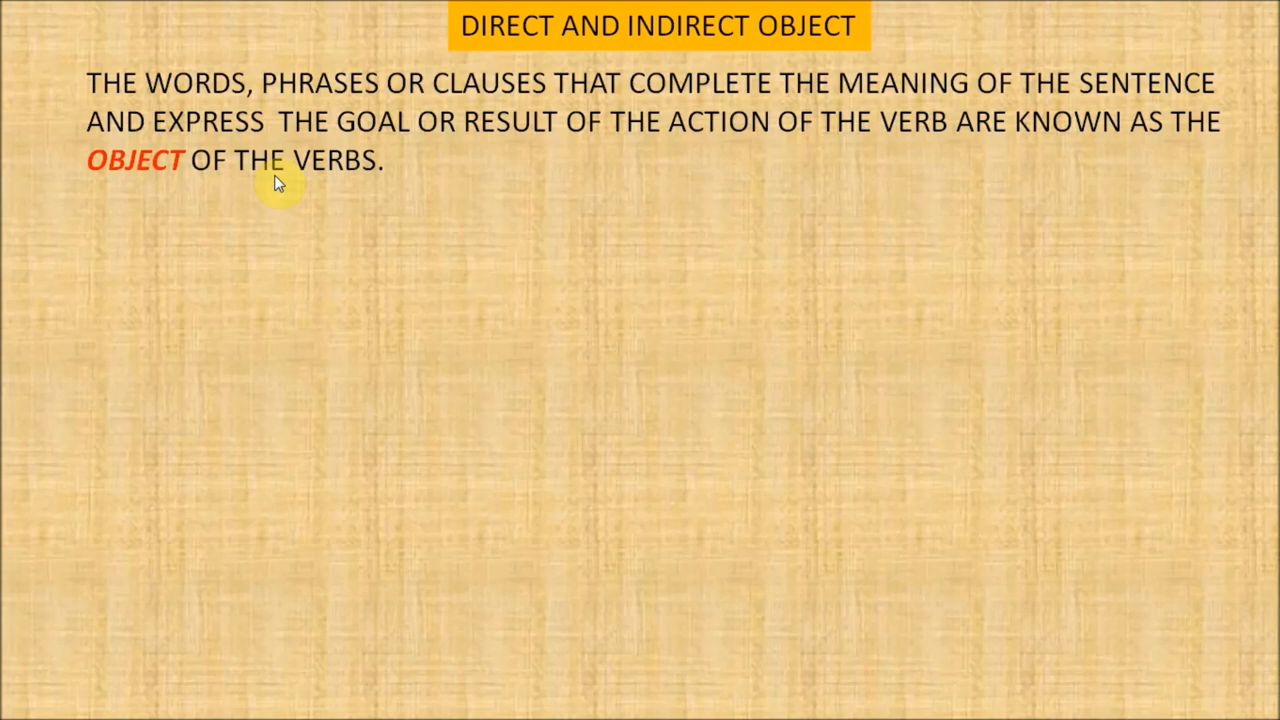 DIRECT AND INDIRECT OBJECT
THE WORDS, PHRASES OR CLAUSES THAT COMPLETE THE MEANING OF THE SENTENCE
AND EXPRESS THE GOAL OR RESULT OF THE ACTION OF THE VERB ARE KNOWN AS THE
OBJECT OF THE VERBS.